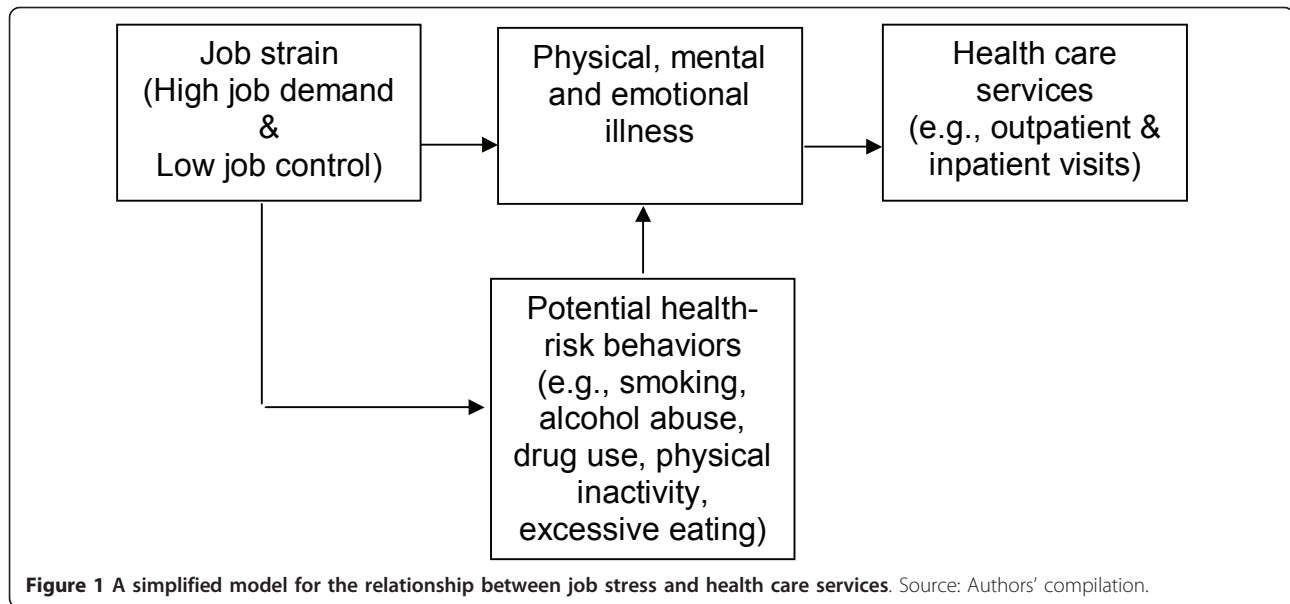 Job strain
(High job demand
&
Low job control)
Physical, mental
and emotional
illness
Health care
services
(e.g., outpatient &
inpatient visits)
Potential health-
risk behaviors
(e.g., smoking,
alcohol abuse,
drug use, physical
inactivity,
excessive eating)
Figure 1 A simplified model for the relationship between job stress and health care services. Source: Authors' compilation.